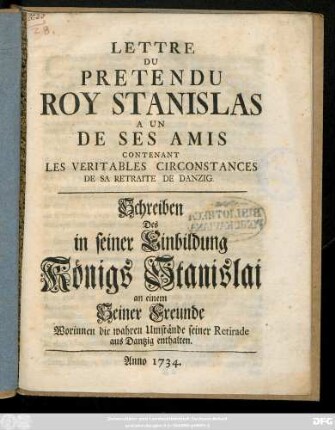 LETTRE
DU
PRETENDU
ROY STANISLAS
A UN
DE SES AMIS
CONTENANT
LES VERITABLES CIRCONSTANCES
DE SA RETRAITE DE DANZIG.
Schreiben
Des
in seiner Einbildung
Königs Stanislai
an einem
Seiner Freunde
Worinnen die wahren Umstände seiner Retirade
aus Dantzig enthalten.
Anno 1734.